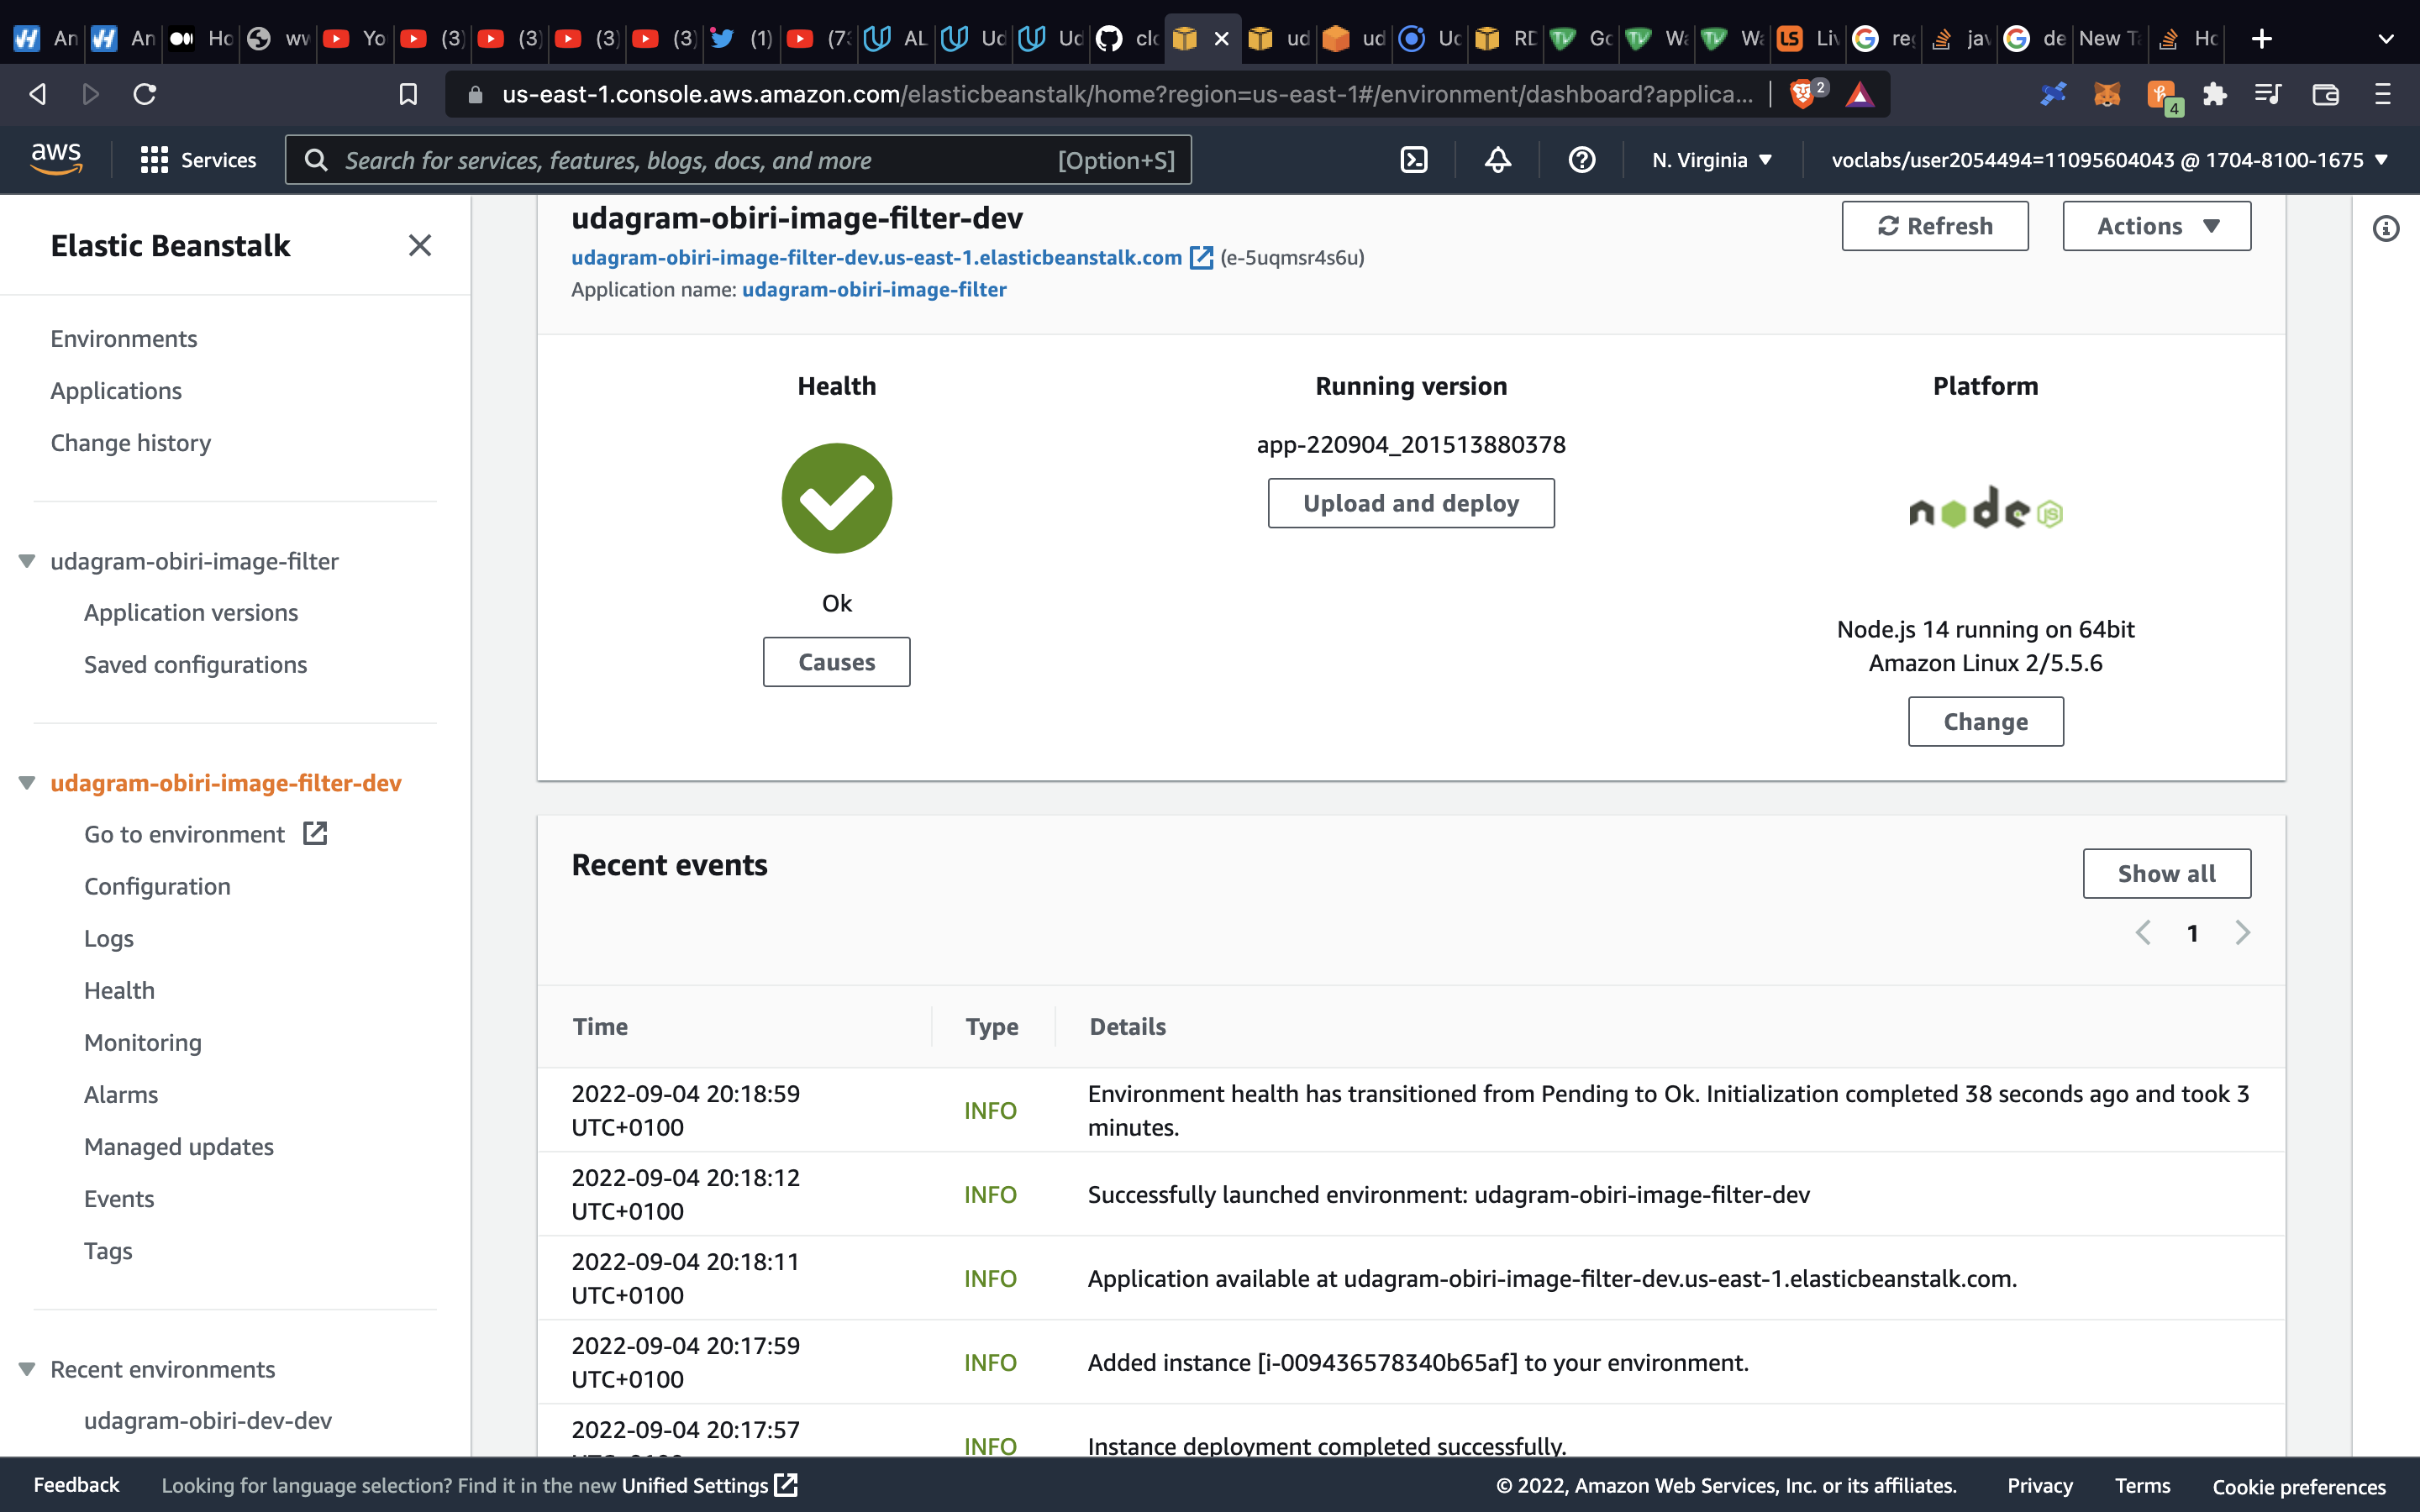 An
An
Ho
ww
Yo
(3)
(3)
(3)
(3)
(1)
AL
Ud
Ud
clo
ud
ud
Ud
RD
Go
Wa
Wa
Liv
re
jav
de
New Ta
Ho
us-east-1.console.aws.amazon.com/elasticbeanstalk/home?region=us-east-1#/environment/dashboard?applica...
2
4
aws
Services
Search for services, features, blogs, docs, and more
[Option+S]
N. Virginia
voclabs/user2054494=11095604043 @ 1704-8100-1675
Elastic Beanstalk
Environments
Applications
Change history
udagram-obiri-image-filter
Application versions
Saved configurations
udagram-obiri-image-filter-dev
Go to environment
Configuration
Logs
Health
Monitoring
Alarms
Managed updates
Events
Tags
Recent environments
udagram-obiri-dev-dev
udagram-obiri-image-filter-dev
udagram-obiri-image-filter-dev.us-east-1.elasticbeanstalk.com (e-5uqmsr4s6u)
Application name: udagram-obiri-image-filter
Refresh
Actions
Health
Ok
Causes
Running version
app-220904_201513880378
Upload and deploy
Platform
node JS
Node.js 14 running on 64bit
Amazon Linux 2/5.5.6
Change
Recent events
Show all
1
Time Type Details
2022-09-04 20:18:59
UTC+0100
INFO
Environment health has transitioned from Pending to Ok. Initialization completed 38 seconds ago and took 3
minutes.
2022-09-04 20:18:12
UTC+0100
INFO
Successfully launched environment: udagram-obiri-image-filter-dev
2022-09-04 20:18:11
UTC+0100
INFO
Application available at udagram-obiri-image-filter-dev.us-east-1.elasticbeanstalk.com.
2022-09-04 20:17:59
UTC+0100
INFO
Added instance [i-009436578340b65af] to your environment.
2022-09-04 20:17:57
INFO
Instance deployment completed successfully.
Feedback
Looking for language selection? Find it in the new Unified Settings
© 2022, Amazon Web Services, Inc. or its affiliates.
Privacy
Terms
Cookie preferences